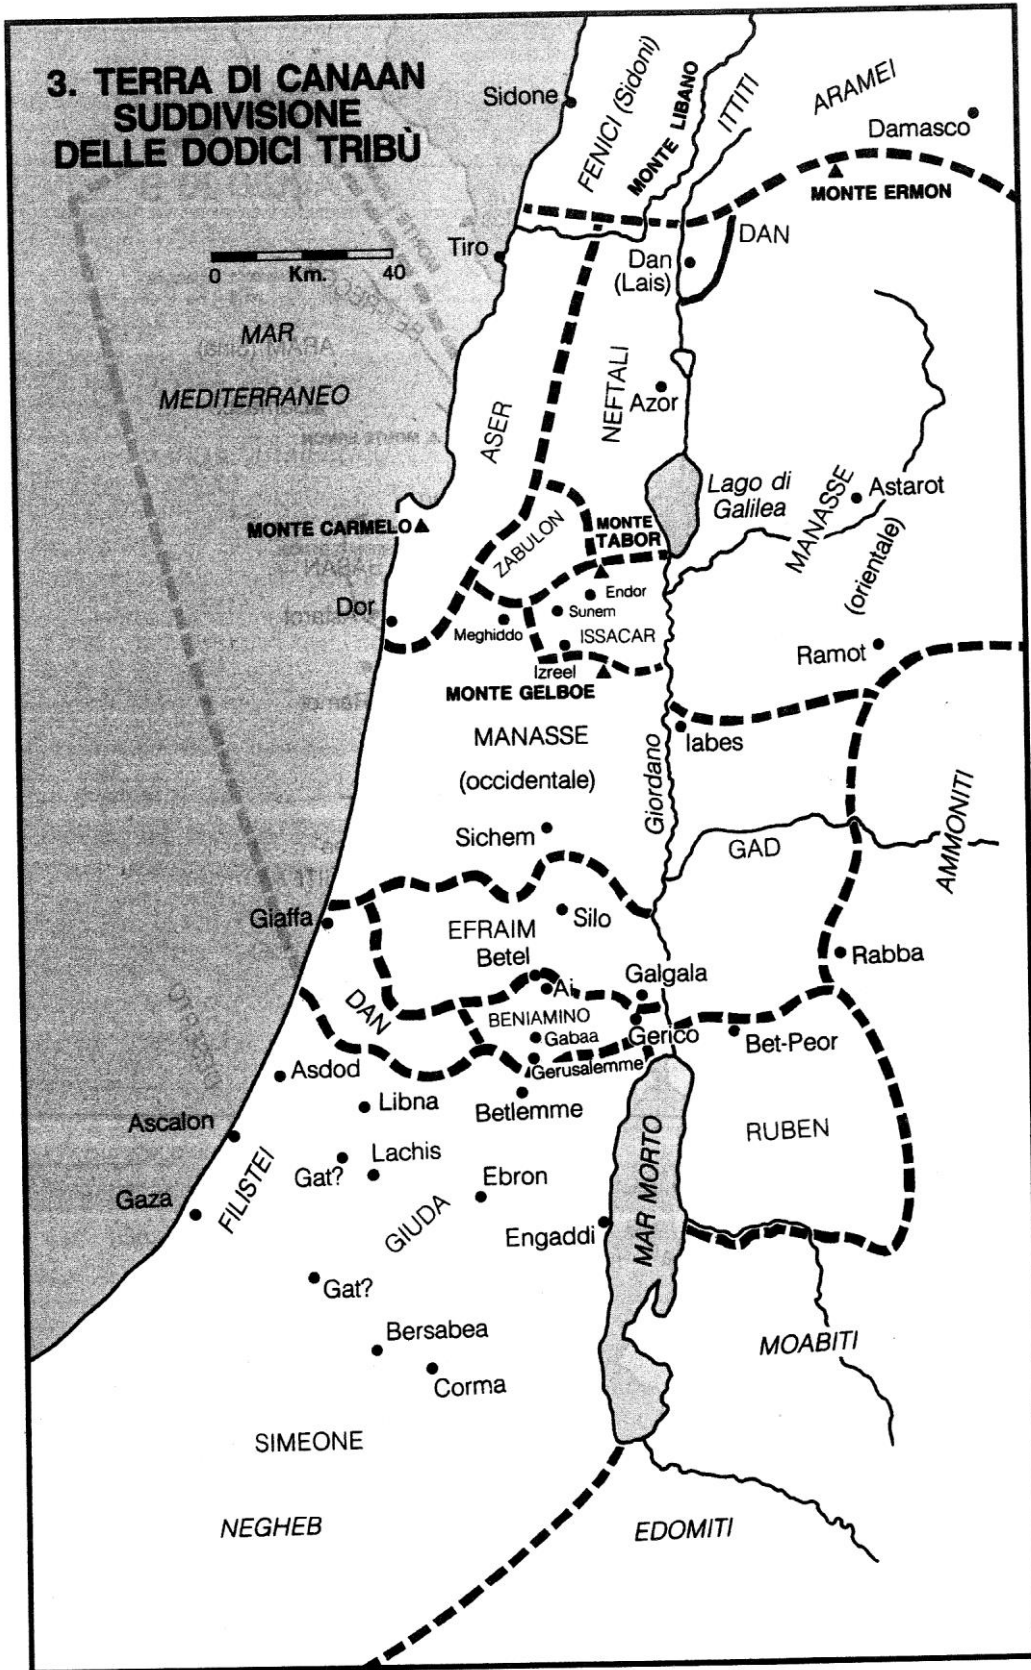 3. TERRA DI CANAAN
SUDDIVISIONE
DELLE DODICI TRIBÙ
0 Km. 40
MAR
MEDITERRANEO
Sidone
FENICI (Sidoni)
MONTE LIBANO
ITTITI
ARAMEI
Damasco
MONTE ERMON
Tiro
DAN
Dan
(Lais)
NEFTALI
Azor
ASER
Lago di
Galilea
MANASSE
(orientale)
Astarot
MONTE CARMELO
ZABULON
MONTE
TABOR
Endor
Sunem
Dor
Meghiddo
ISSACAR
Izreel
MONTE GELBOE
Ramot
MANASSE
(occidentale)
Giordano
Iabes
Sichem
GAD
AMMONITI
Giaffa
EFRAIM
Silo
Betel
Ai
Galgala
Rabba
DAN
BENIAMINO
Gabaa
Gerico
Bet-Peor
Gerusalemme
Asdod
Libna
Betlemme
Ascalon
RUBEN
Lachis
Gat?
FILISTEI
Ebron
Gaza
GIUDA
Engaddi
MAR MORTO
Gat?
Bersabea
Corma
MOABITI
SIMEONE
NEGHEB
EDOMITI